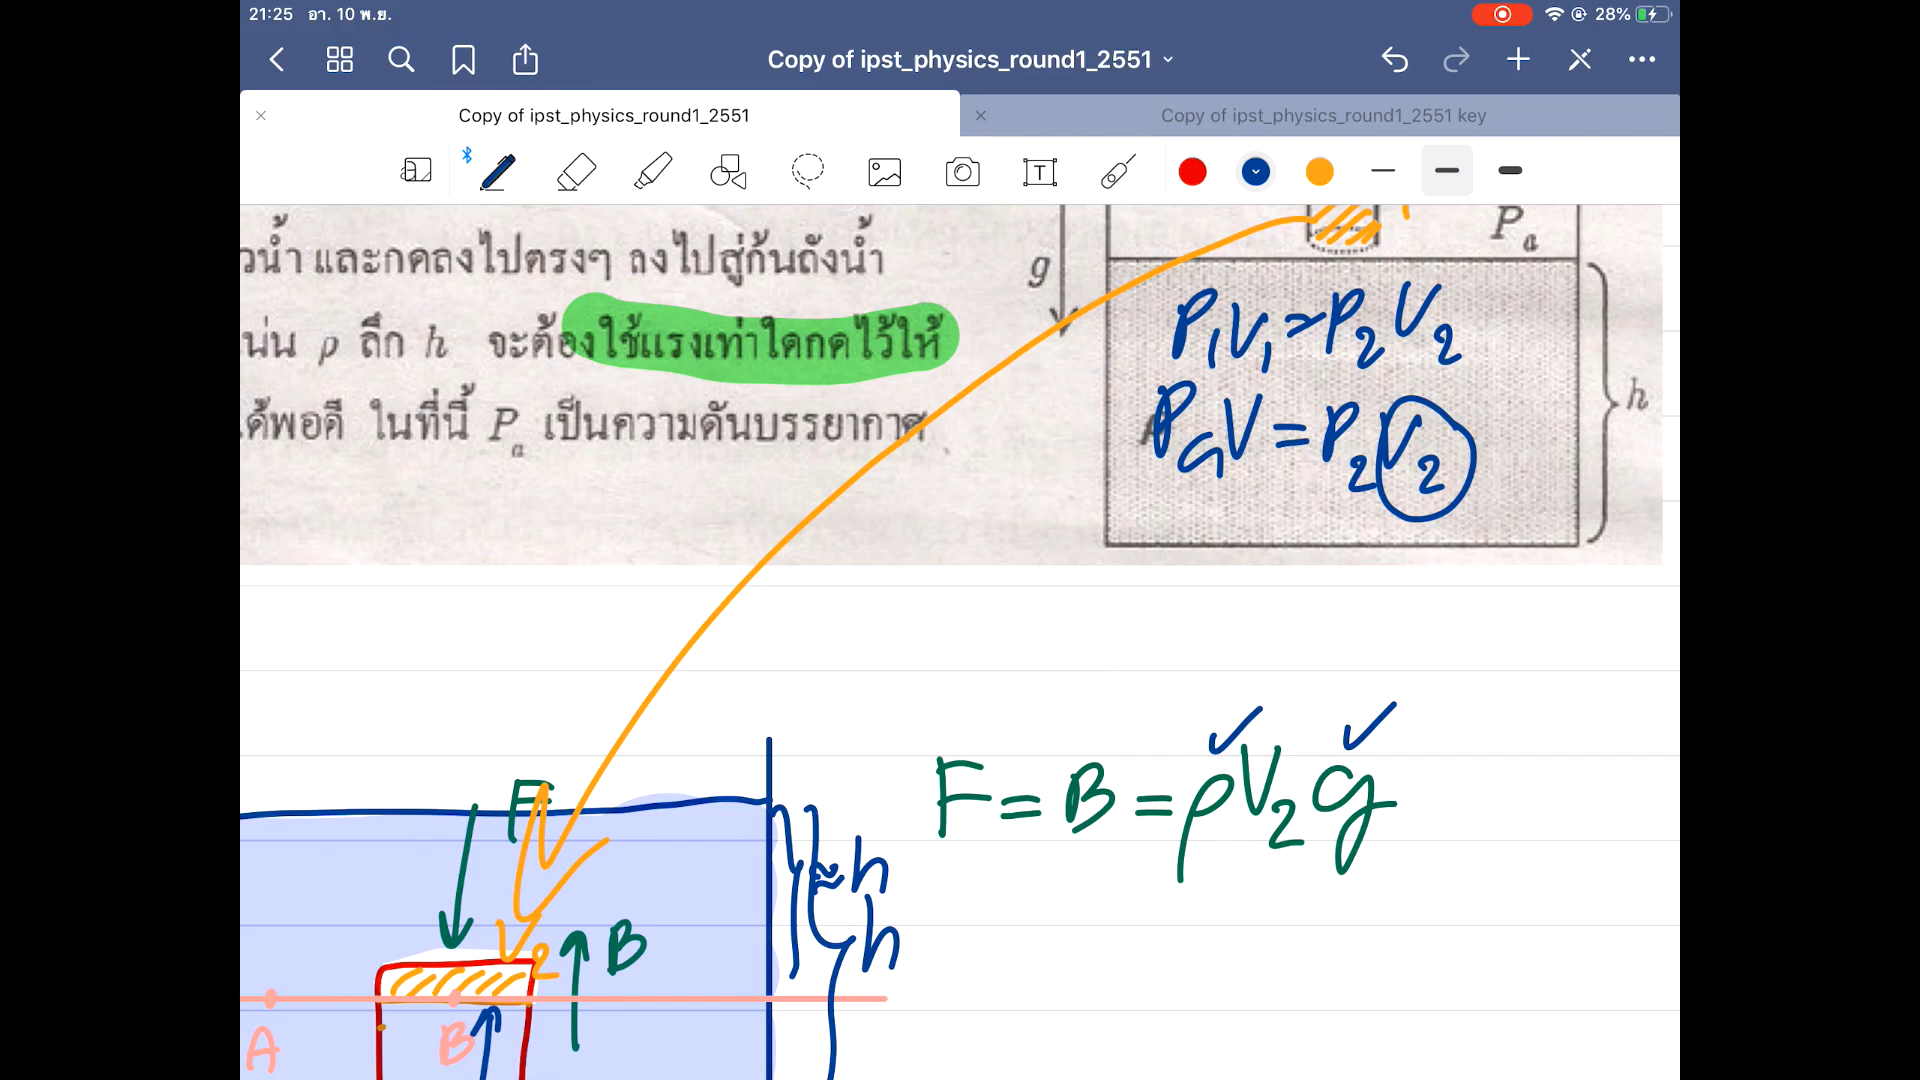 21:25 อา. 10 พ.ย. 28%
Copy of ipst_physics_round1_2551
Copy of ipst_physics_round1_2551
Copy of ipst_physics_round1_2551 key
วน้ำ และกดลงไปตรงๆ ลงไปสู่ก้นถังน้ำ
น่น ρ ลึก h จะต้องใช้แรงเท่าใดกดไว้ให้
ด้พอดี ในที่นี้ Pa เป็นความดันบรรยากาศ
g
Pa
h
P1V1 = P2V2
PaV = P2V2
F = B = ρV2g
F
V2
B
≈h
h
A
B